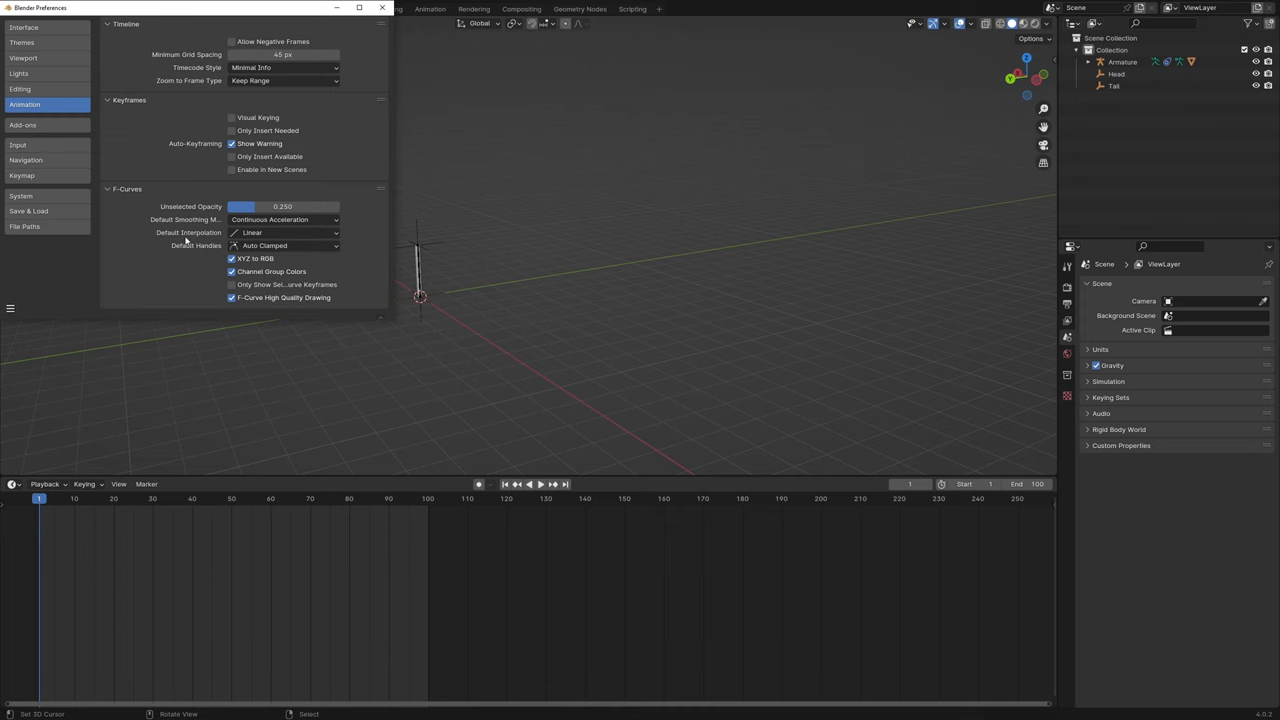 Blender Preferences
Animation
Rendering
Compositing
Geometry Nodes
Scripting
+
Scene
ViewLayer
Interface
Themes
Viewport
Lights
Editing
Animation
Add-ons
Input
Navigation
Keymap
System
Save & Load
File Paths
Timeline
Allow Negative Frames
Minimum Grid Spacing
45 px
Timecode Style
Minimal Info
Zoom to Frame Type
Keep Range
Keyframes
Visual Keying
Only Insert Needed
Auto-Keyframing
Show Warning
Only Insert Available
Enable in New Scenes
F-Curves
Unselected Opacity
0.250
Default Smoothing M...
Continuous Acceleration
Default Interpolation
Linear
Default Handles
Auto Clamped
XYZ to RGB
Channel Group Colors
Only Show Sel...urve Keyframes
F-Curve High Quality Drawing
Global
Options
Z
Y
Scene Collection
Collection
Armature
Head
Tail
Scene
ViewLayer
Scene
Camera
Background Scene
Active Clip
Units
Gravity
Simulation
Keying Sets
Audio
Rigid Body World
Custom Properties
Playback
Keying
View
Marker
1
Start 1
End 100
1 10 20 30 40 50 60 70 80 90 100 110 120 130 140 150 160 170 180 190 200 210 220 230 240 250
Set 3D Cursor
Rotate View
Select
4.0.2